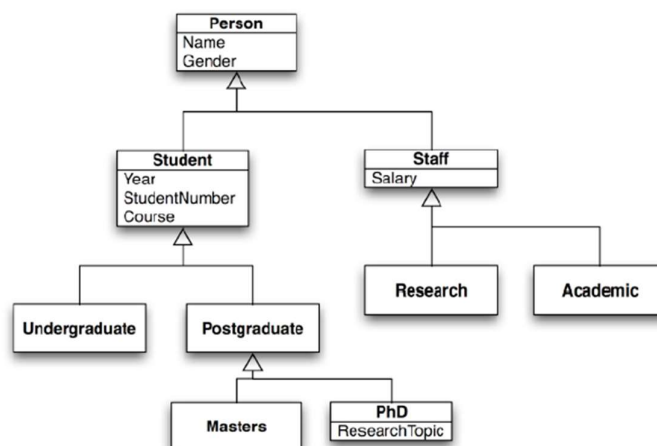 Person
Name
Gender
Student
Year
StudentNumber
Course
Staff
Salary
Undergraduate
Postgraduate
Research
Academic
Masters
PhD
ResearchTopic